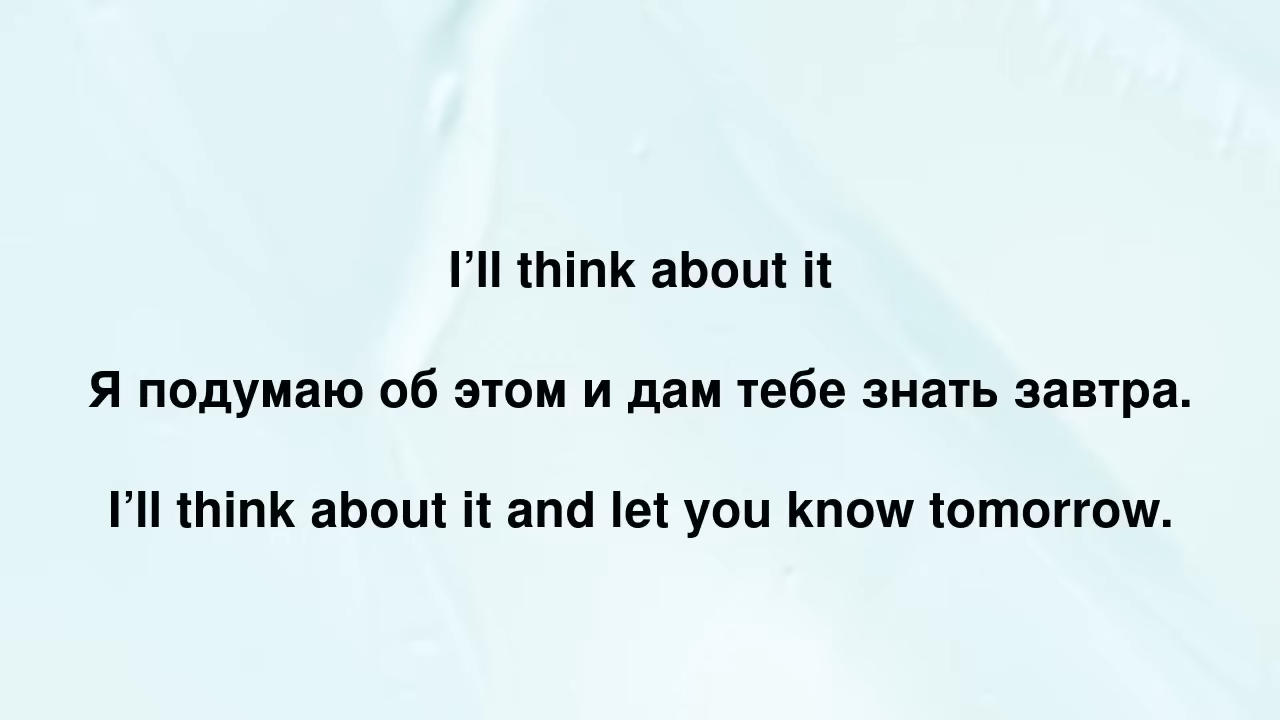 I’ll think about it
Я подумаю об этом и дам тебе знать завтра.
I’ll think about it and let you know tomorrow.